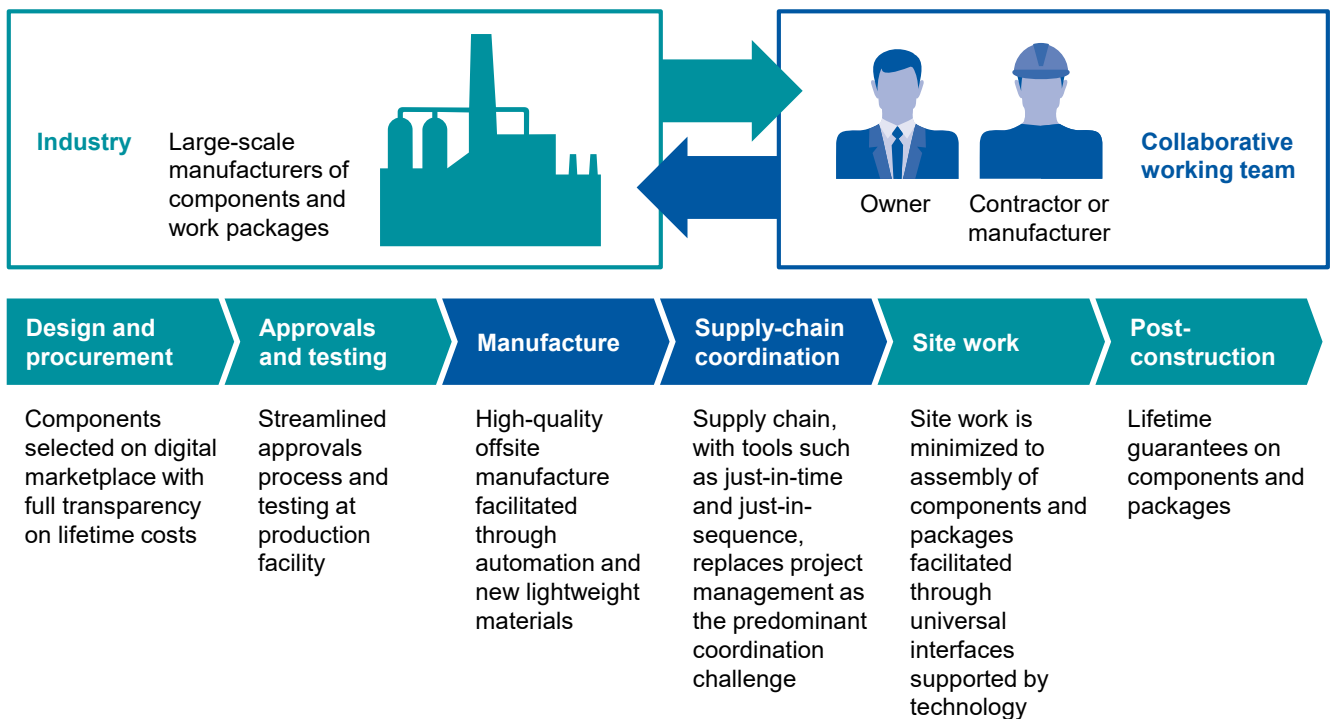 Industry
Large-scale
manufacturers of
components and
work packages
Owner
Contractor or
manufacturer
Collaborative
working team
Design and
procurement
Approvals
and testing
Manufacture
Supply-chain
coordination
Site work
Post-
construction
Components
selected on digital
marketplace with
full transparency
on lifetime costs
Streamlined
approvals
process and
testing at
production
facility
High-quality
offsite
manufacture
facilitated
through
automation and
new lightweight
materials
Supply chain,
with tools such
as just-in-time
and just-in-
sequence,
replaces project
management as
the predominant
coordination
challenge
Site work is
minimized to
assembly of
components and
packages
facilitated
through
universal
interfaces
supported by
technology
Lifetime
guarantees on
components and
packages